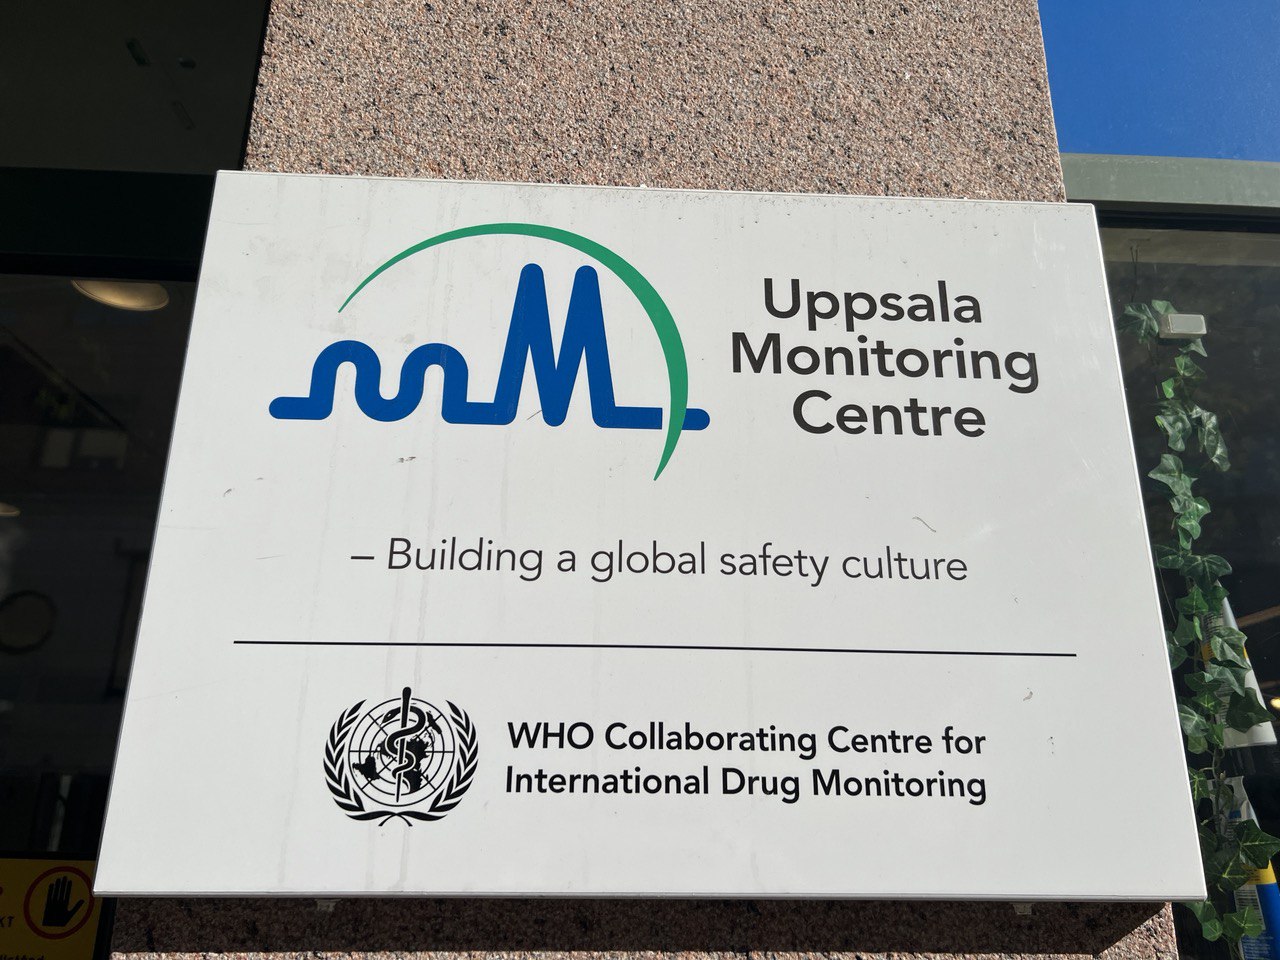 Uppsala
Monitoring
Centre
– Building a global safety culture
WHO Collaborating Centre for
International Drug Monitoring